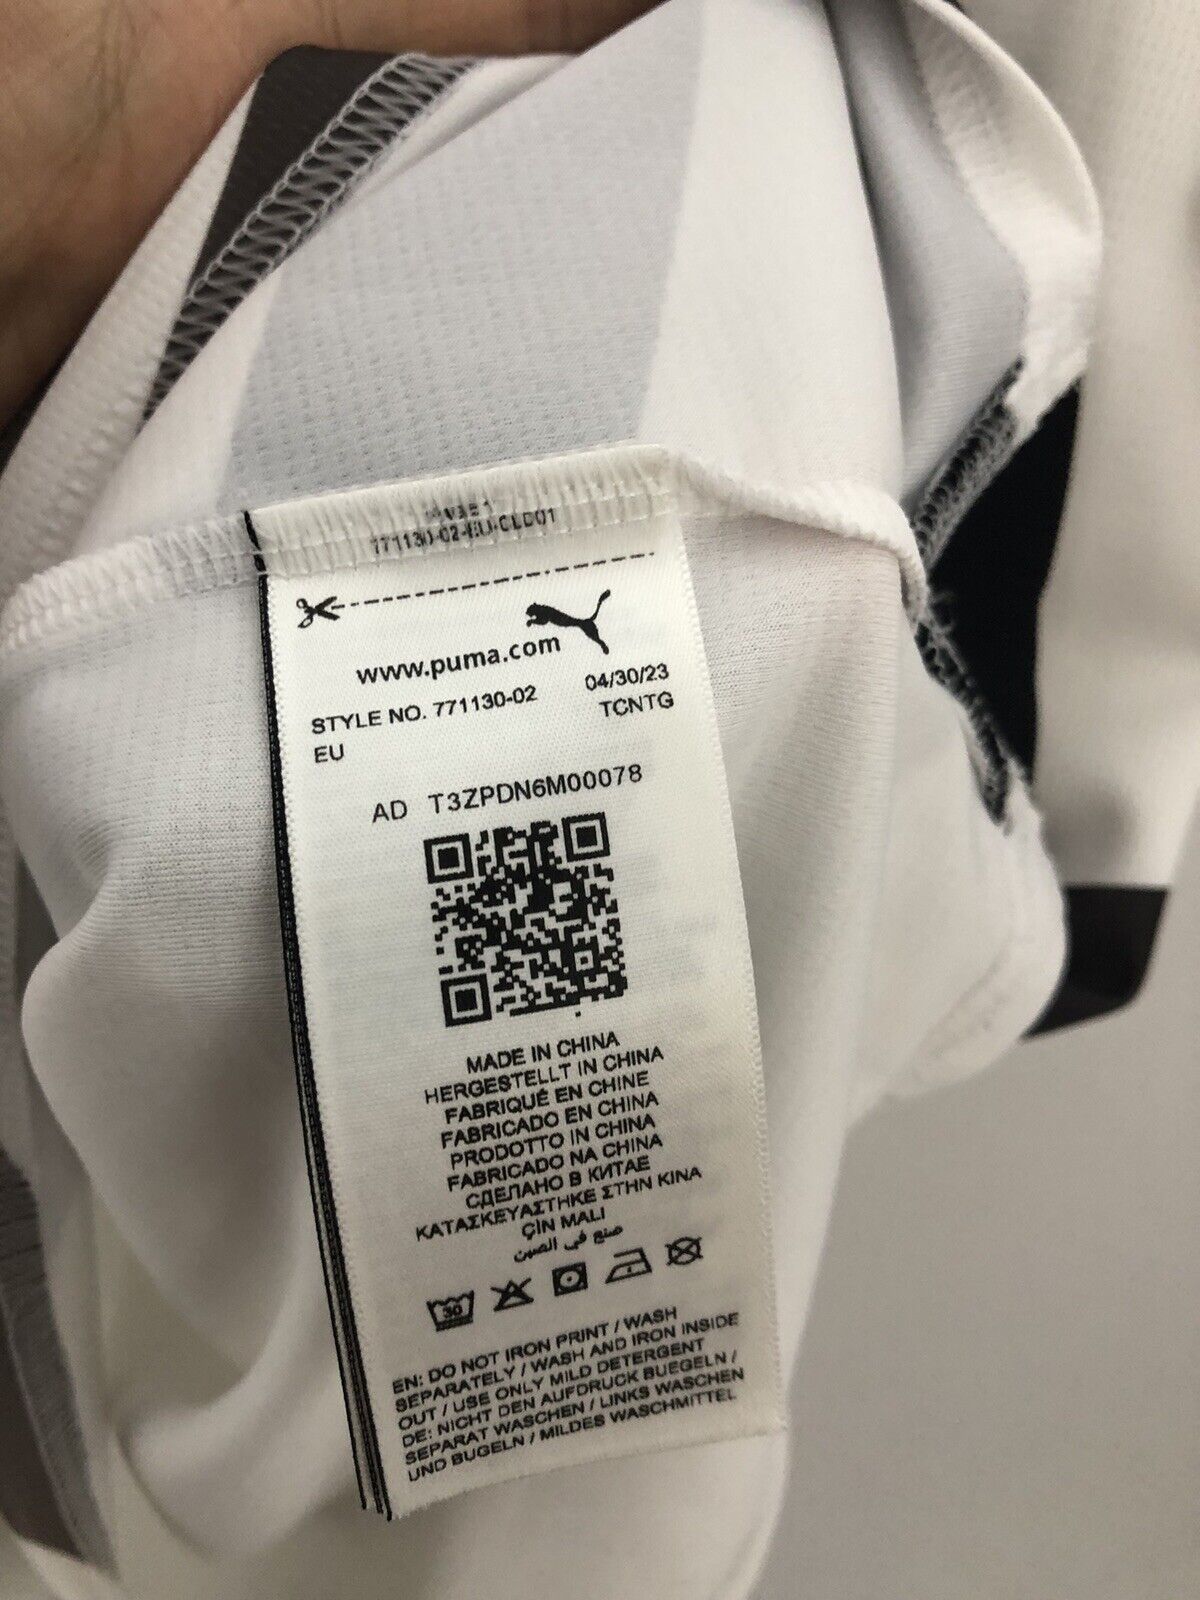 771130-02-EU-CLD01
www.puma.com
STYLE NO. 771130-02 04/30/23
EU TCNTG
AD T3ZPDN6M00078
MADE IN CHINA
HERGESTELLT IN CHINA
FABRIQUÉ EN CHINE
FABRICADO EN CHINA
PRODOTTO IN CHINA
FABRICADO NA CHINA
СДЕЛАНО В КИТАЕ
ΚΑΤΑΣΚΕΥΑΣΤΗΚΕ ΣΤΗΝ ΚΙΝΑ
ÇIN MALI
صنع في الصين
30
EN: DO NOT IRON PRINT / WASH
SEPARATELY / WASH AND IRON INSIDE
OUT / USE ONLY MILD DETERGENT
DE: NICHT DEN AUFDRUCK BUEGELN /
SEPARAT WASCHEN / LINKS WASCHEN
UND BUGELN / MILDES WASCHMITTEL